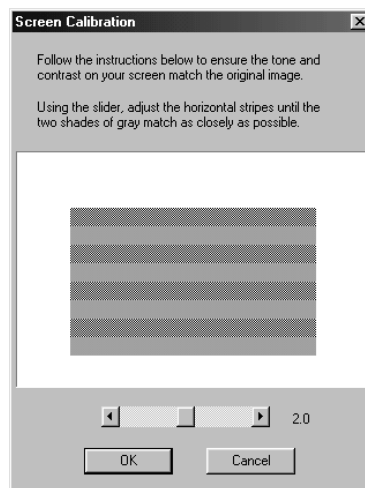 Screen Calibration
Follow the instructions below to ensure the tone and
contrast on your screen match the original image.
Using the slider, adjust the horizontal stripes until the
two shades of gray match as closely as possible.
2.0
OK
Cancel